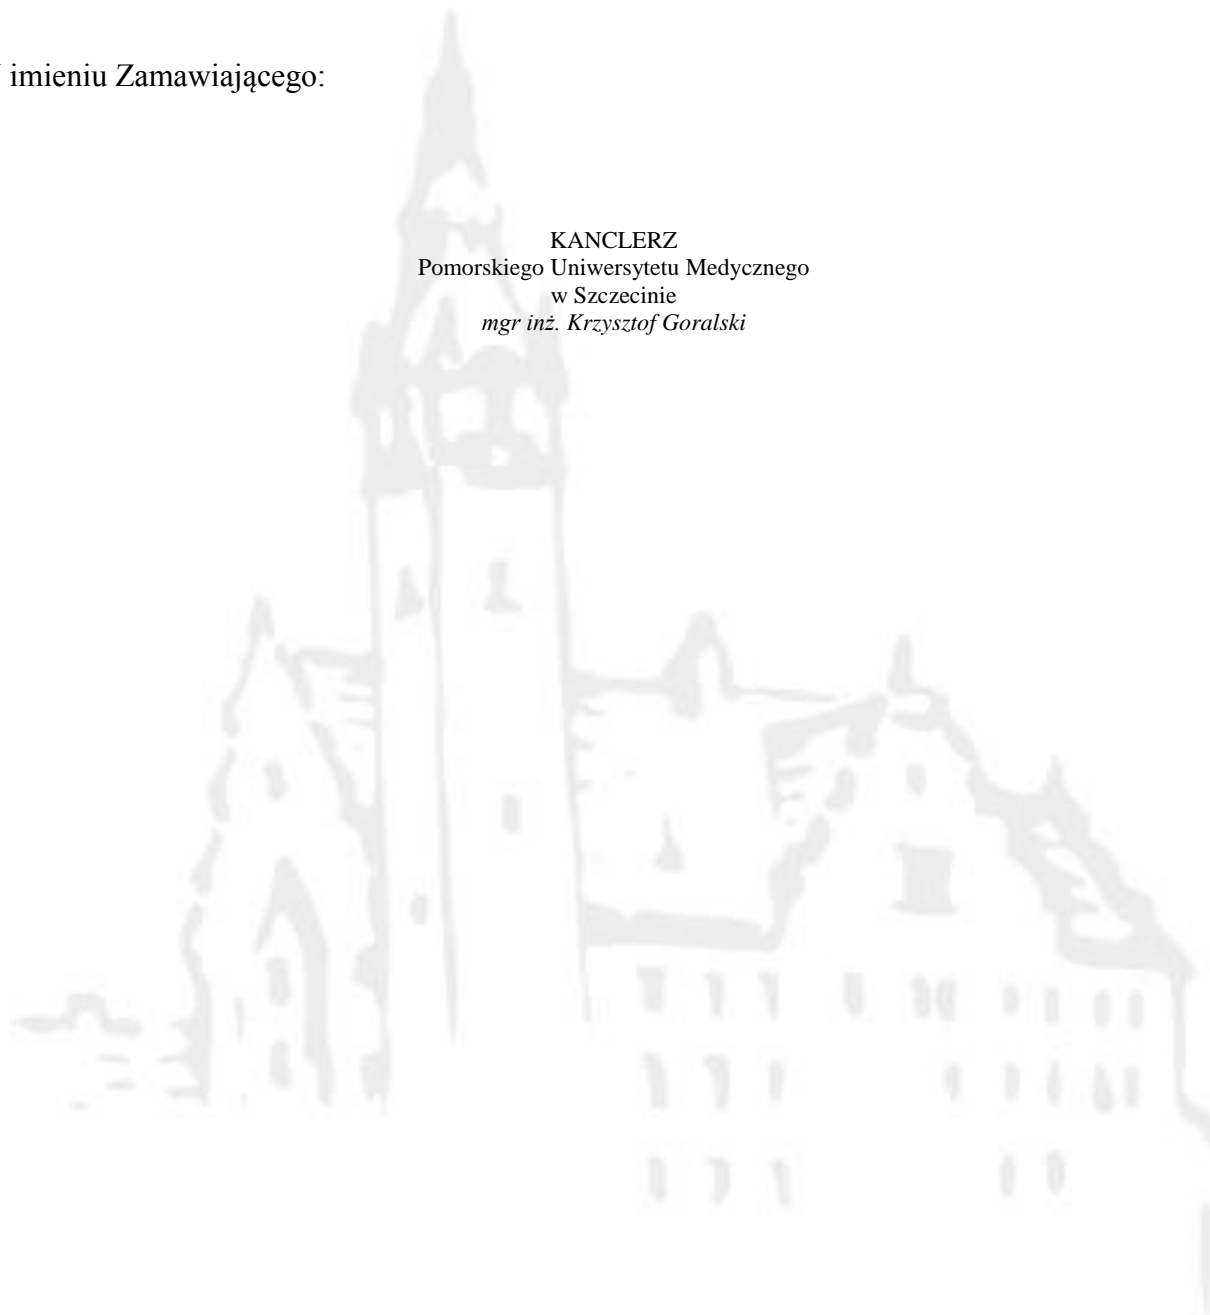 imieniu Zamawiającego:
KANCLERZ
Pomorskiego Uniwersytetu Medycznego
w Szczecinie
mgr inż. Krzysztof Goralski